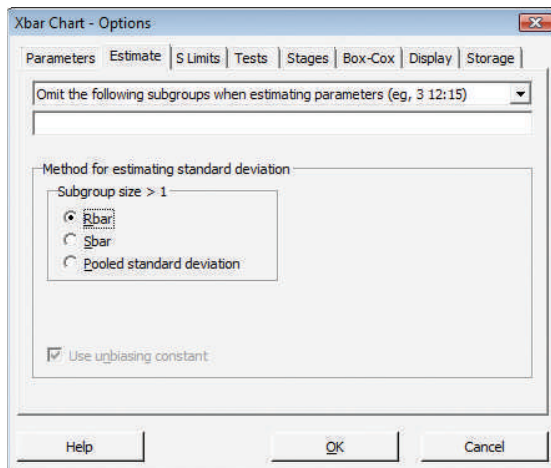 Xbar Chart - Options
Parameters Estimate S Limits Tests Stages Box-Cox Display Storage
Omit the following subgroups when estimating parameters (eg, 3 12:15)
Method for estimating standard deviation
Subgroup size > 1
Rbar
Sbar
Pooled standard deviation
Use unbiasing constant
Help OK Cancel